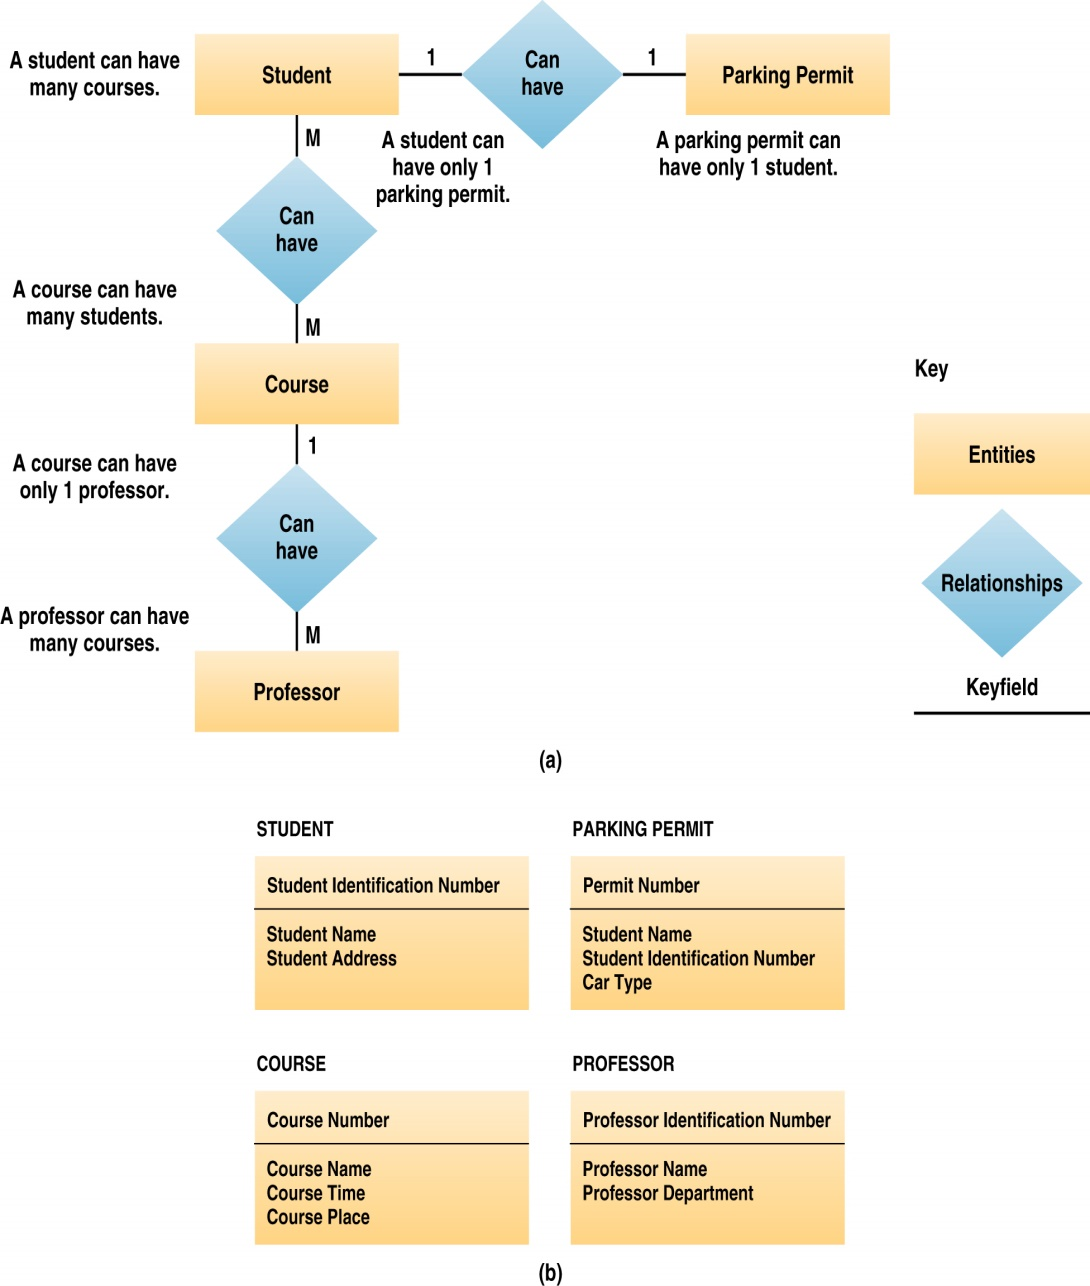 A student can have
many courses.
Student
1
Can
have
1
Parking Permit
M
A student can
have only 1
parking permit.
A parking permit can
have only 1 student.
Can
have
A course can have
many students.
M
Course
1
A course can have
only 1 professor.
Can
have
A professor can have
many courses.
M
Professor
Key
Entities
Relationships
Keyfield
(a)
STUDENT
Student Identification Number
Student Name
Student Address
PARKING PERMIT
Permit Number
Student Name
Student Identification Number
Car Type
COURSE
Course Number
Course Name
Course Time
Course Place
PROFESSOR
Professor Identification Number
Professor Name
Professor Department
(b)